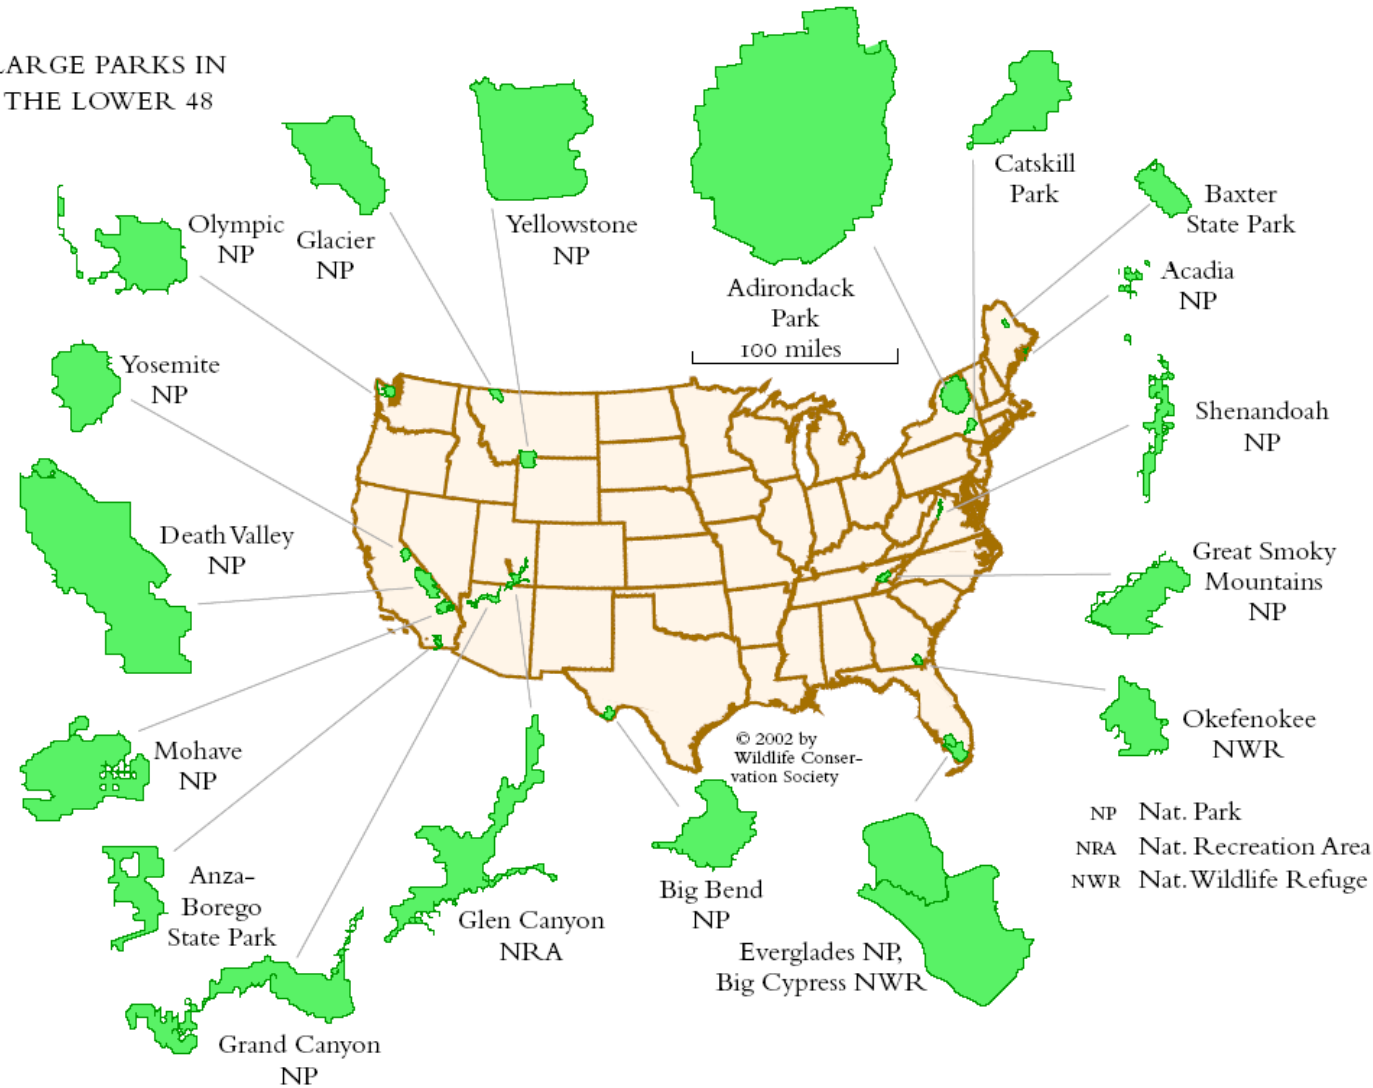 LARGE PARKS IN
THE LOWER 48
Olympic
NP
Glacier
NP
Yellowstone
NP
Adirondack
Park
100 miles
Catskill
Park
Baxter
State Park
Acadia
NP
Yosemite
NP
Shenandoah
NP
Death Valley
NP
Great Smoky
Mountains
NP
Mohave
NP
Okefenokee
NWR
© 2002 by
Wildlife Conser-
vation Society
Anza-
Borego
State Park
Glen Canyon
NRA
Big Bend
NP
Everglades NP,
Big Cypress NWR
Grand Canyon
NP
NP Nat. Park
NRA Nat. Recreation Area
NWR Nat. Wildlife Refuge